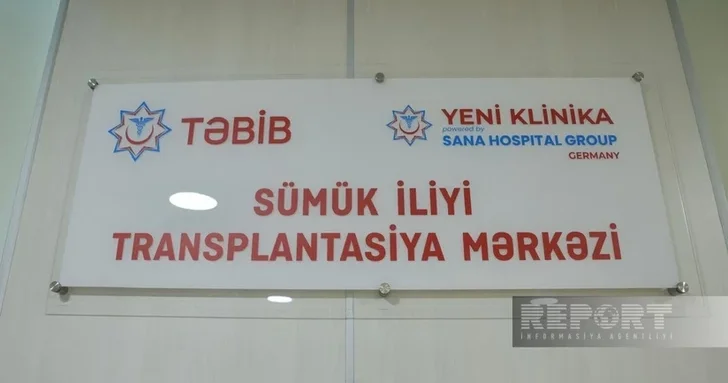 TƏBİB
YENİ KLİNİKA
powered by
SANA HOSPITAL GROUP
GERMANY
SÜMÜK İLİYİ
TRANSPLANTASİYA MƏRKƏZİ
REPORT
İNFORMASİYA AGENTLİYİ